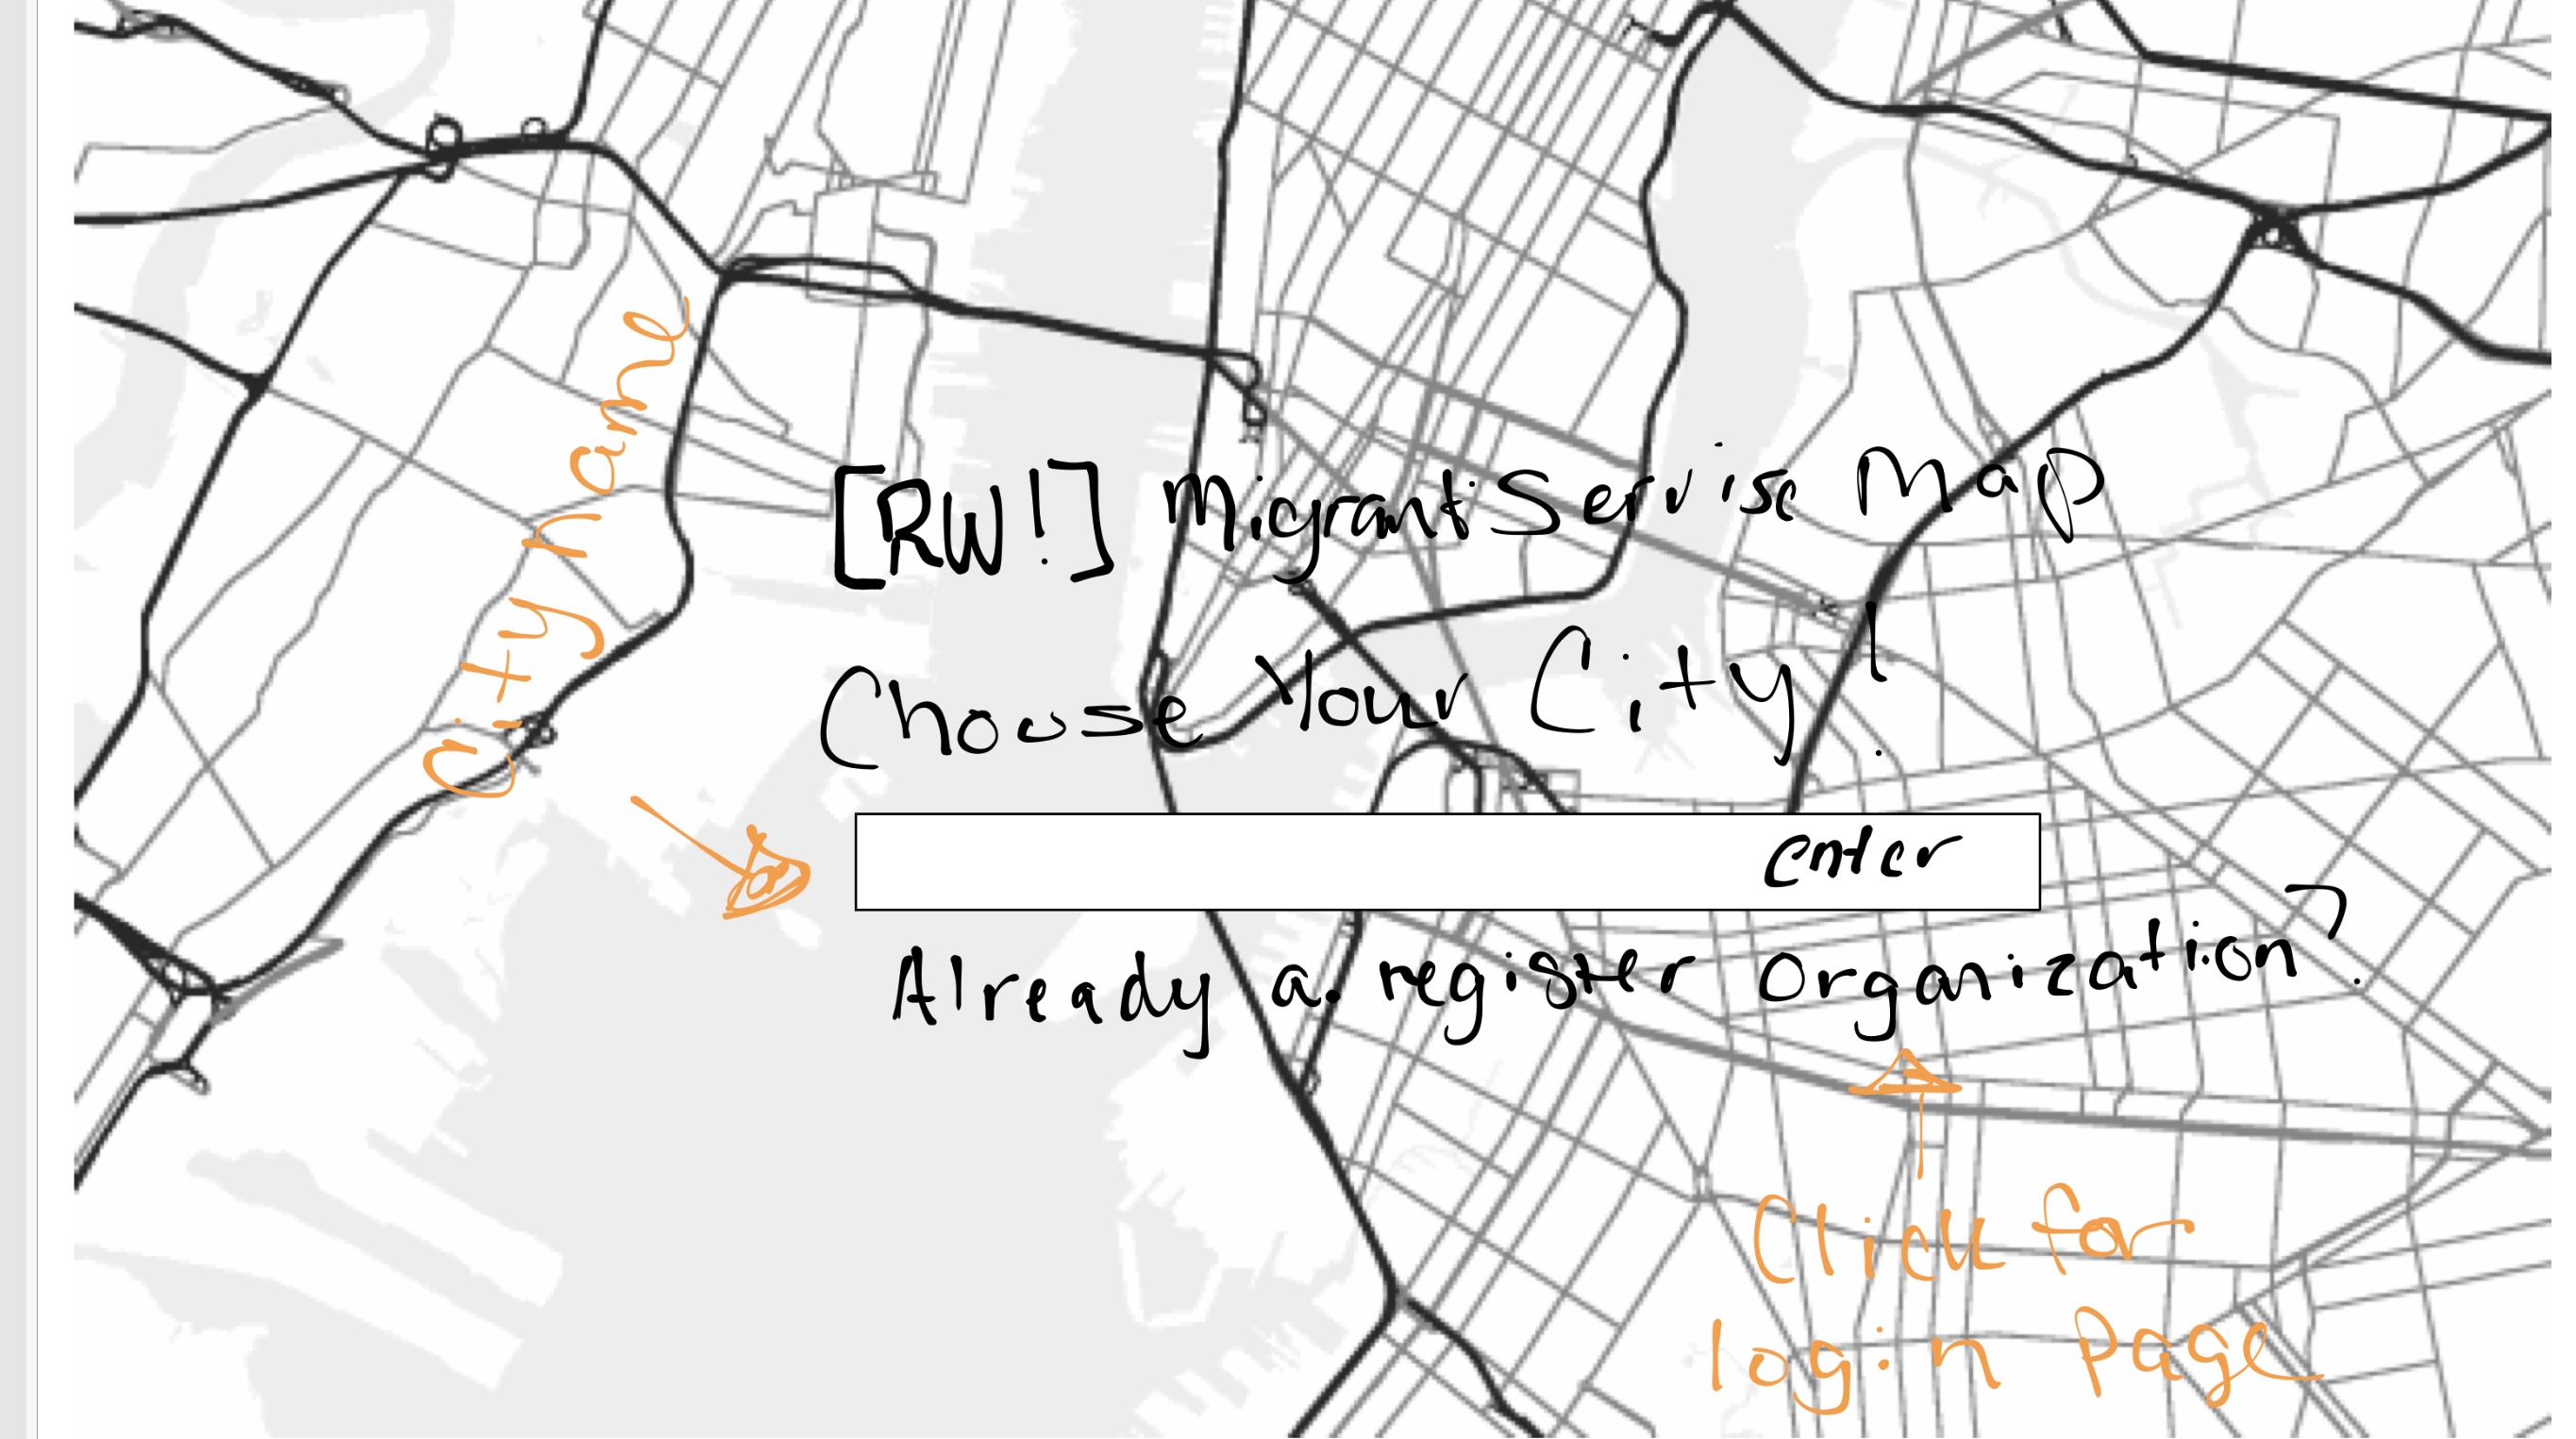 City name
[RW!] Migrant Servise Map
Choose Your City!
enter
Already a register organization?
Click for
login Page